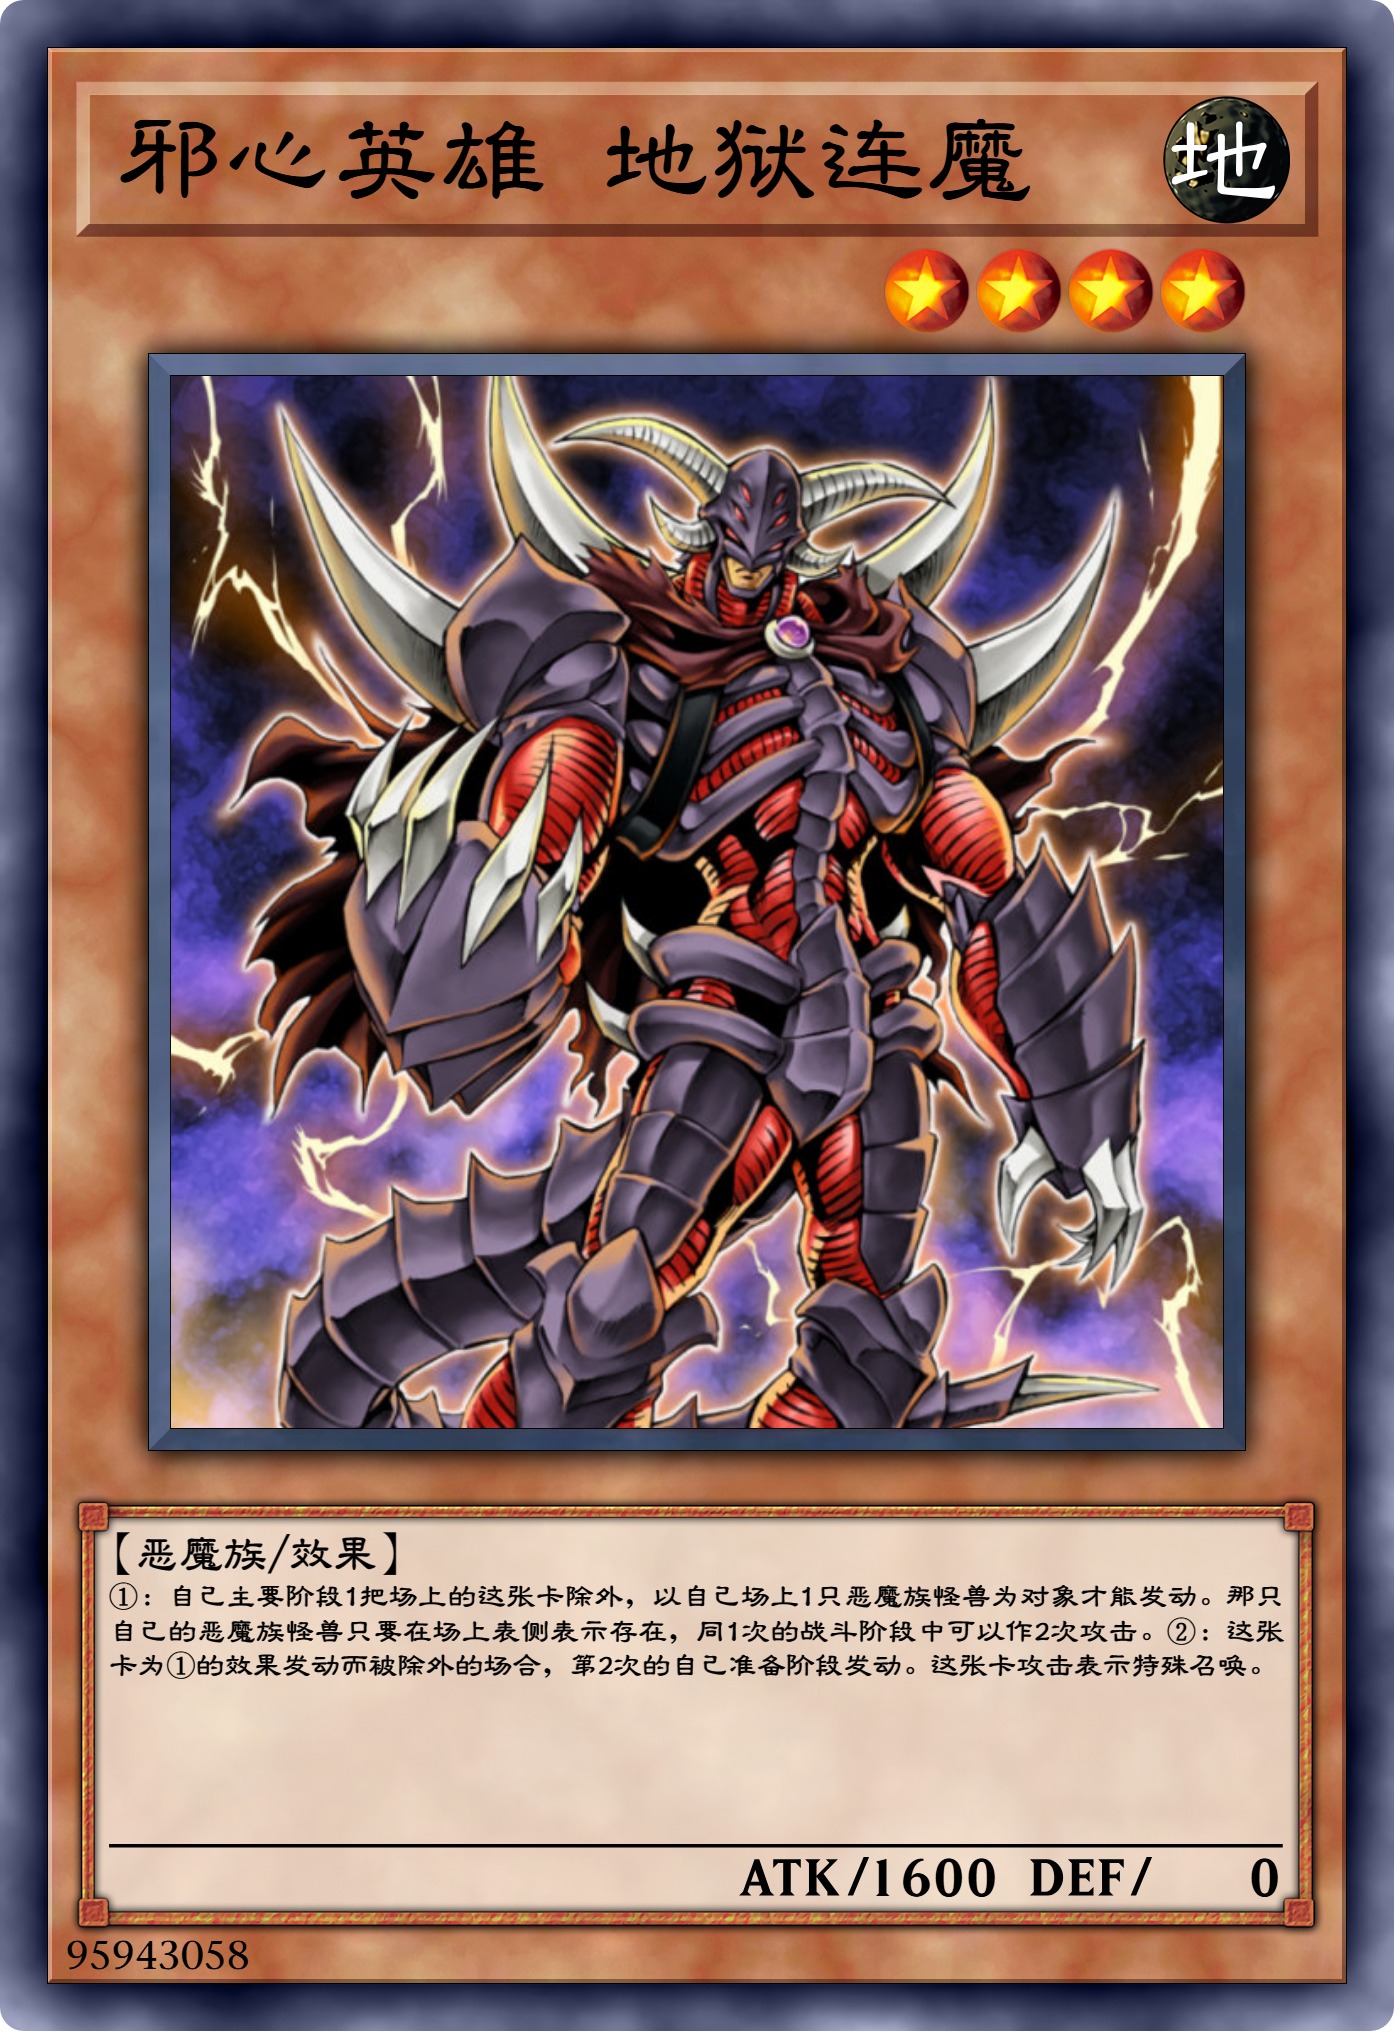 邪心英雄 地狱连魔
地
【恶魔族/效果】
①：自己主要阶段1把场上的这张卡除外，以自己场上1只恶魔族怪兽为对象才能发动。那只
自己的恶魔族怪兽只要在场上表侧表示存在，同1次的战斗阶段中可以作2次攻击。②：这张
卡为①的效果发动而被除外的场合，第2次的自己准备阶段发动。这张卡攻击表示特殊召唤。
ATK/1600 DEF/ 0
95943058